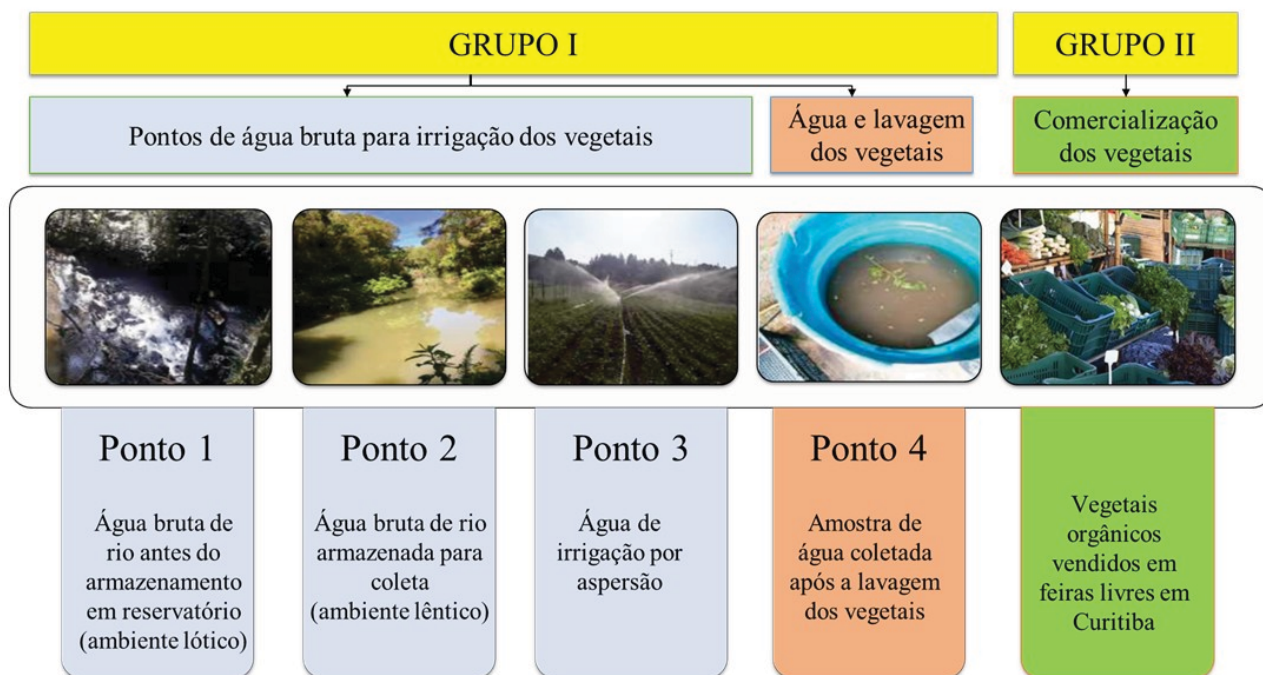 GRUPO I
GRUPO II
Pontos de água bruta para irrigação dos vegetais
Água e lavagem
dos vegetais
Comercialização
dos vegetais
Ponto 1
Água bruta de
rio antes do
armazenamento
em reservatório
(ambiente lótico)
Ponto 2
Água bruta de rio
armazenada para
coleta
(ambiente lêntico)
Ponto 3
Água de
irrigação por
aspersão
Ponto 4
Amostra de
água coletada
após a lavagem
dos vegetais
Vegetais
orgânicos
vendidos em
feiras livres em
Curitiba